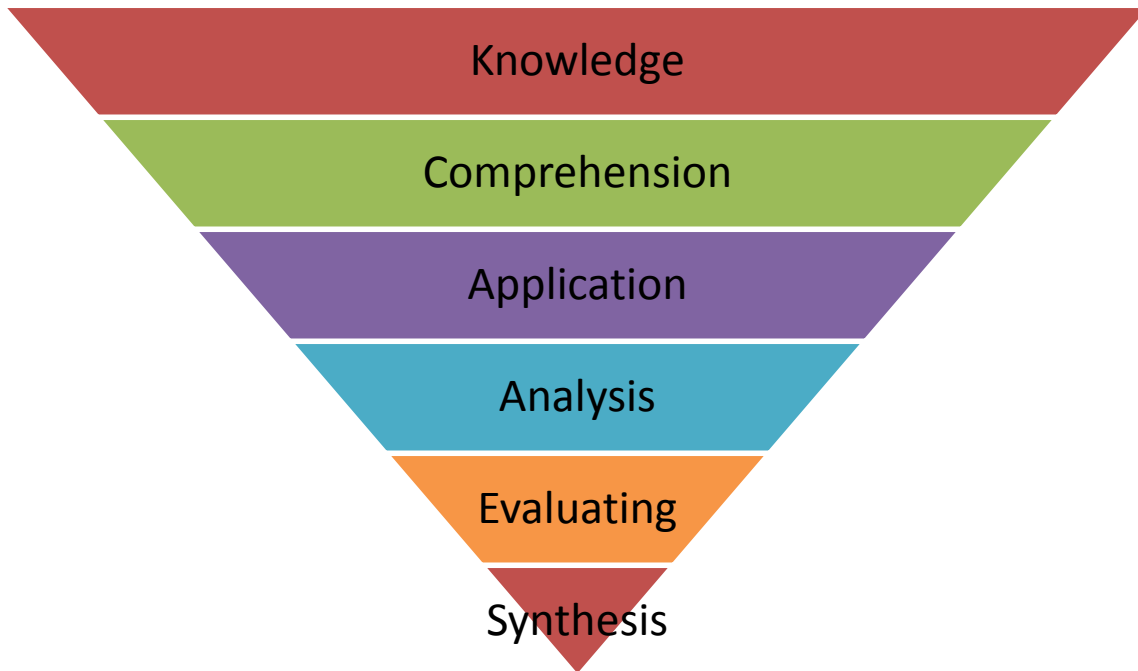 Knowledge
Comprehension
Application
Analysis
Evaluating
Synthesis